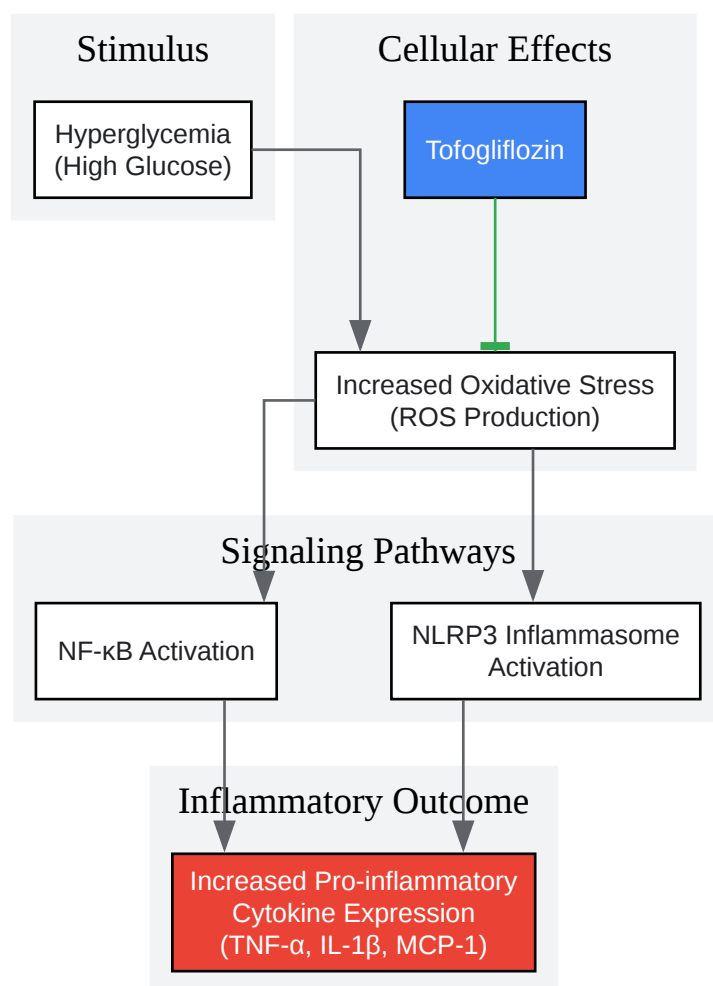 Stimulus
Cellular Effects
Hyperglycemia
(High Glucose)
Tofogliflozin
Increased Oxidative Stress
(ROS Production)
Signaling Pathways
NF-κB Activation
NLRP3 Inflammasome
Activation
Inflammatory Outcome
Increased Pro-inflammatory
Cytokine Expression
(TNF-α, IL-1β, MCP-1)